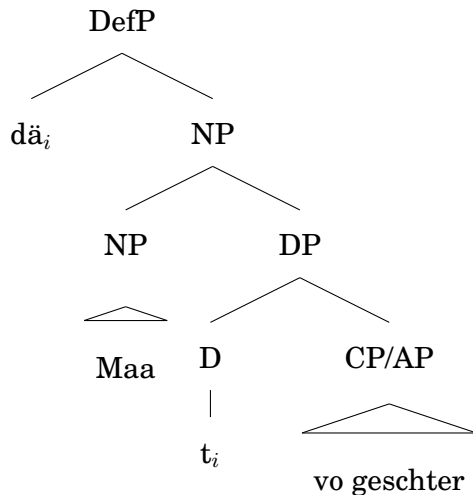 DefP
däᵢ NP
NP DP
Maa D CP/AP
tᵢ
vo geschter